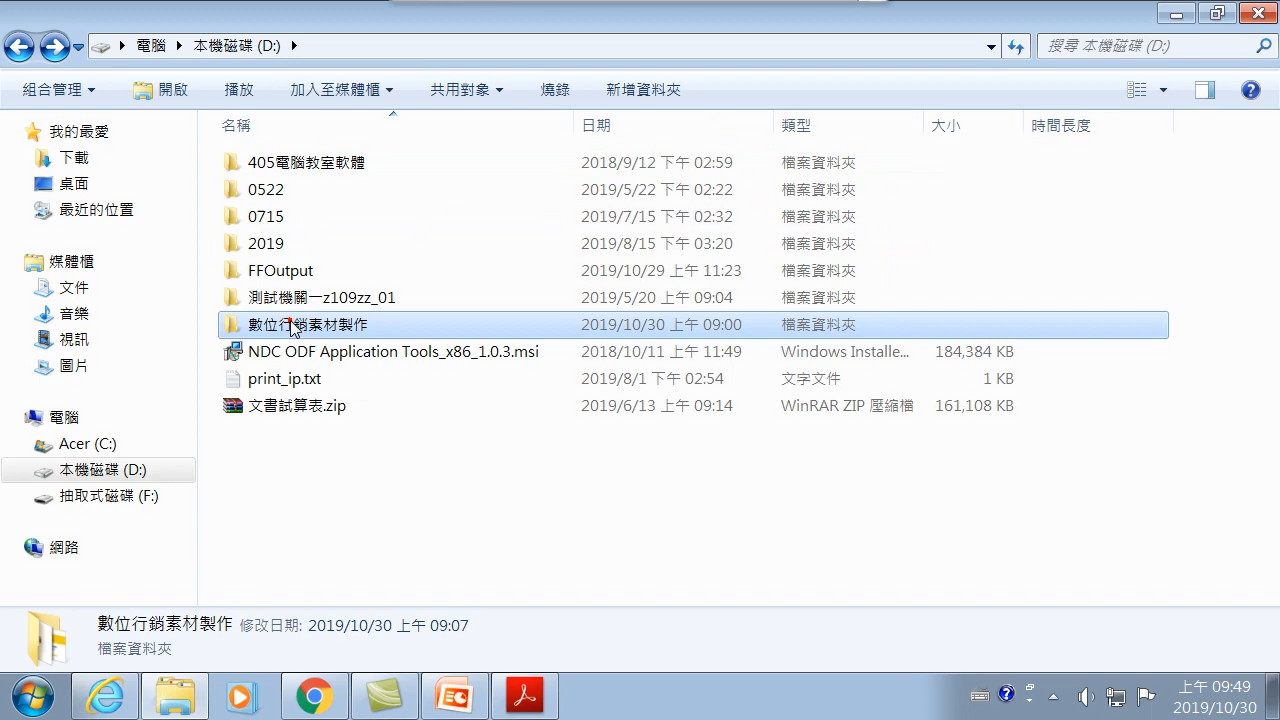 電腦 本機磁碟 (D:)
搜尋 本機磁碟 (D:)
組合管理 開啟 播放 加入至媒體櫃 共用對象 燒錄 新增資料夾
名稱 日期 類型 大小 時間長度
我的最愛
下載
桌面
最近的位置
媒體櫃
文件
音樂
視訊
圖片
電腦
Acer (C:)
本機磁碟 (D:)
抽取式磁碟 (F:)
網路
405電腦教室軟體 2018/9/12 下午 02:59 檔案資料夾
0522 2019/5/22 下午 02:22 檔案資料夾
0715 2019/7/15 下午 02:32 檔案資料夾
2019 2019/8/15 下午 03:20 檔案資料夾
FFOutput 2019/10/29 上午 11:23 檔案資料夾
測試機關一z109zz_01 2019/5/20 上午 09:04 檔案資料夾
數位行銷素材製作 2019/10/30 上午 09:00 檔案資料夾
NDC ODF Application Tools_x86_1.0.3.msi 2018/10/11 上午 11:49 Windows Installe... 184,384 KB
print_ip.txt 2019/8/1 下午 02:54 文字文件 1 KB
文書試算表.zip 2019/6/13 上午 09:14 WinRAR ZIP 壓縮檔 161,108 KB
數位行銷素材製作 修改日期: 2019/10/30 上午 09:07
檔案資料夾
上午 09:49
2019/10/30